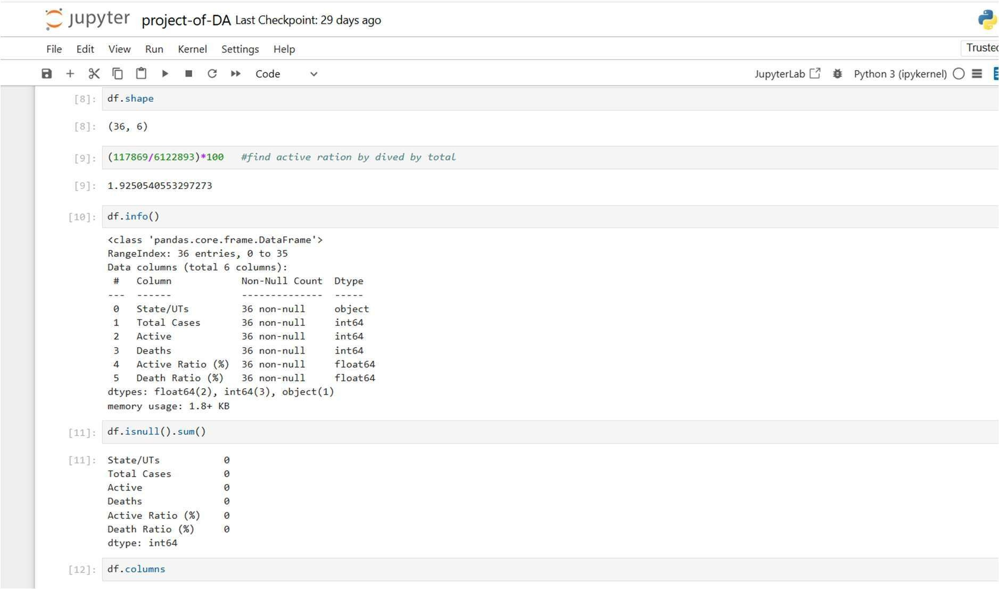 jupyter project-of-DA Last Checkpoint: 29 days ago
File Edit View Run Kernel Settings Help
Code
JupyterLab Python 3 (ipykernel)
[8]: df.shape
[8]: (36, 6)
[9]: (117869/6122893)*100   #find active ration by dived by total
[9]: 1.9250540553297273
[10]: df.info()
<class 'pandas.core.frame.DataFrame'>
RangeIndex: 36 entries, 0 to 35
Data columns (total 6 columns):
 #   Column            Non-Null Count  Dtype
---  ------            --------------  -----
 0   State/UTs         36 non-null     object
 1   Total Cases       36 non-null     int64
 2   Active            36 non-null     int64
 3   Deaths            36 non-null     int64
 4   Active Ratio (%)  36 non-null     float64
 5   Death Ratio (%)   36 non-null     float64
dtypes: float64(2), int64(3), object(1)
memory usage: 1.8+ KB
[11]: df.isnull().sum()
[11]: State/UTs           0
Total Cases         0
Active              0
Deaths              0
Active Ratio (%)    0
Death Ratio (%)     0
dtype: int64
[12]: df.columns